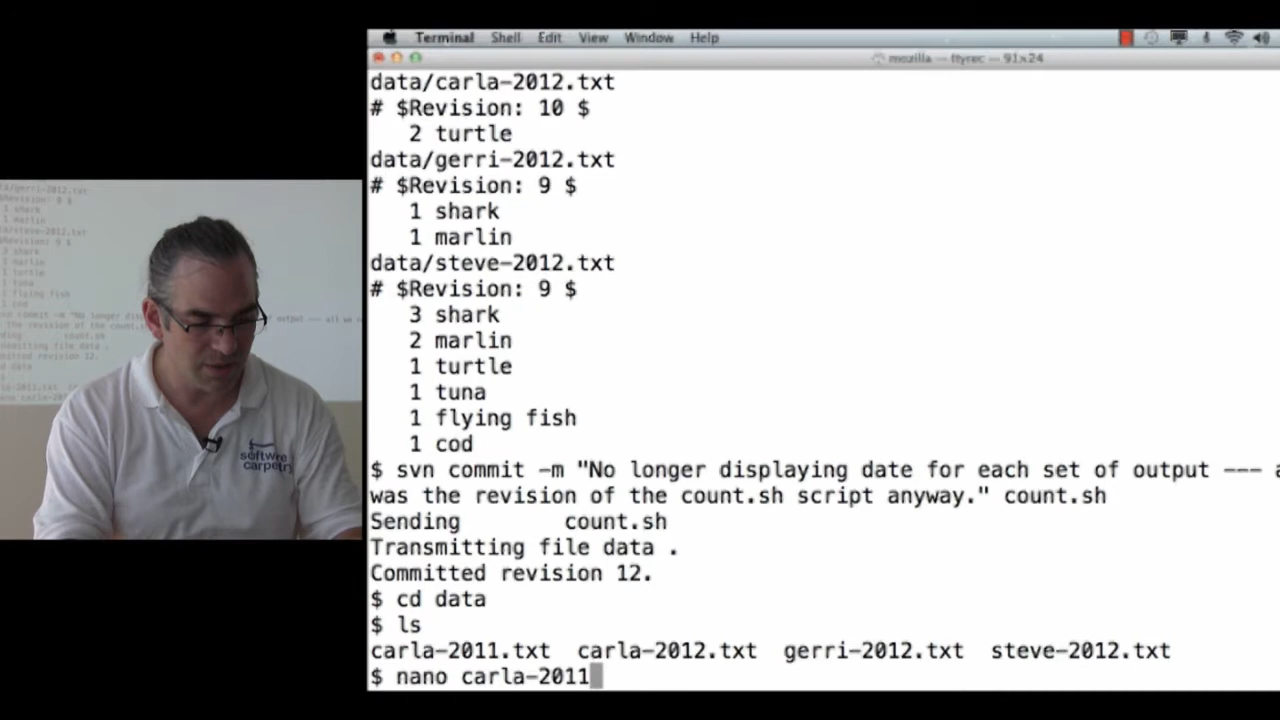 Terminal Shell Edit View Window Help
mozilla — ttyrec — 91×24
data/carla-2012.txt
# $Revision: 10 $
2 turtle
data/gerri-2012.txt
# $Revision: 9 $
1 shark
1 marlin
data/steve-2012.txt
# $Revision: 9 $
3 shark
2 marlin
1 turtle
1 tuna
1 flying fish
1 cod
$ svn commit -m "No longer displaying date for each set of output --- a
was the revision of the count.sh script anyway." count.sh
Sending count.sh
Transmitting file data .
Committed revision 12.
$ cd data
$ ls
carla-2011.txt carla-2012.txt gerri-2012.txt steve-2012.txt
$ nano carla-2011
software
carpentry